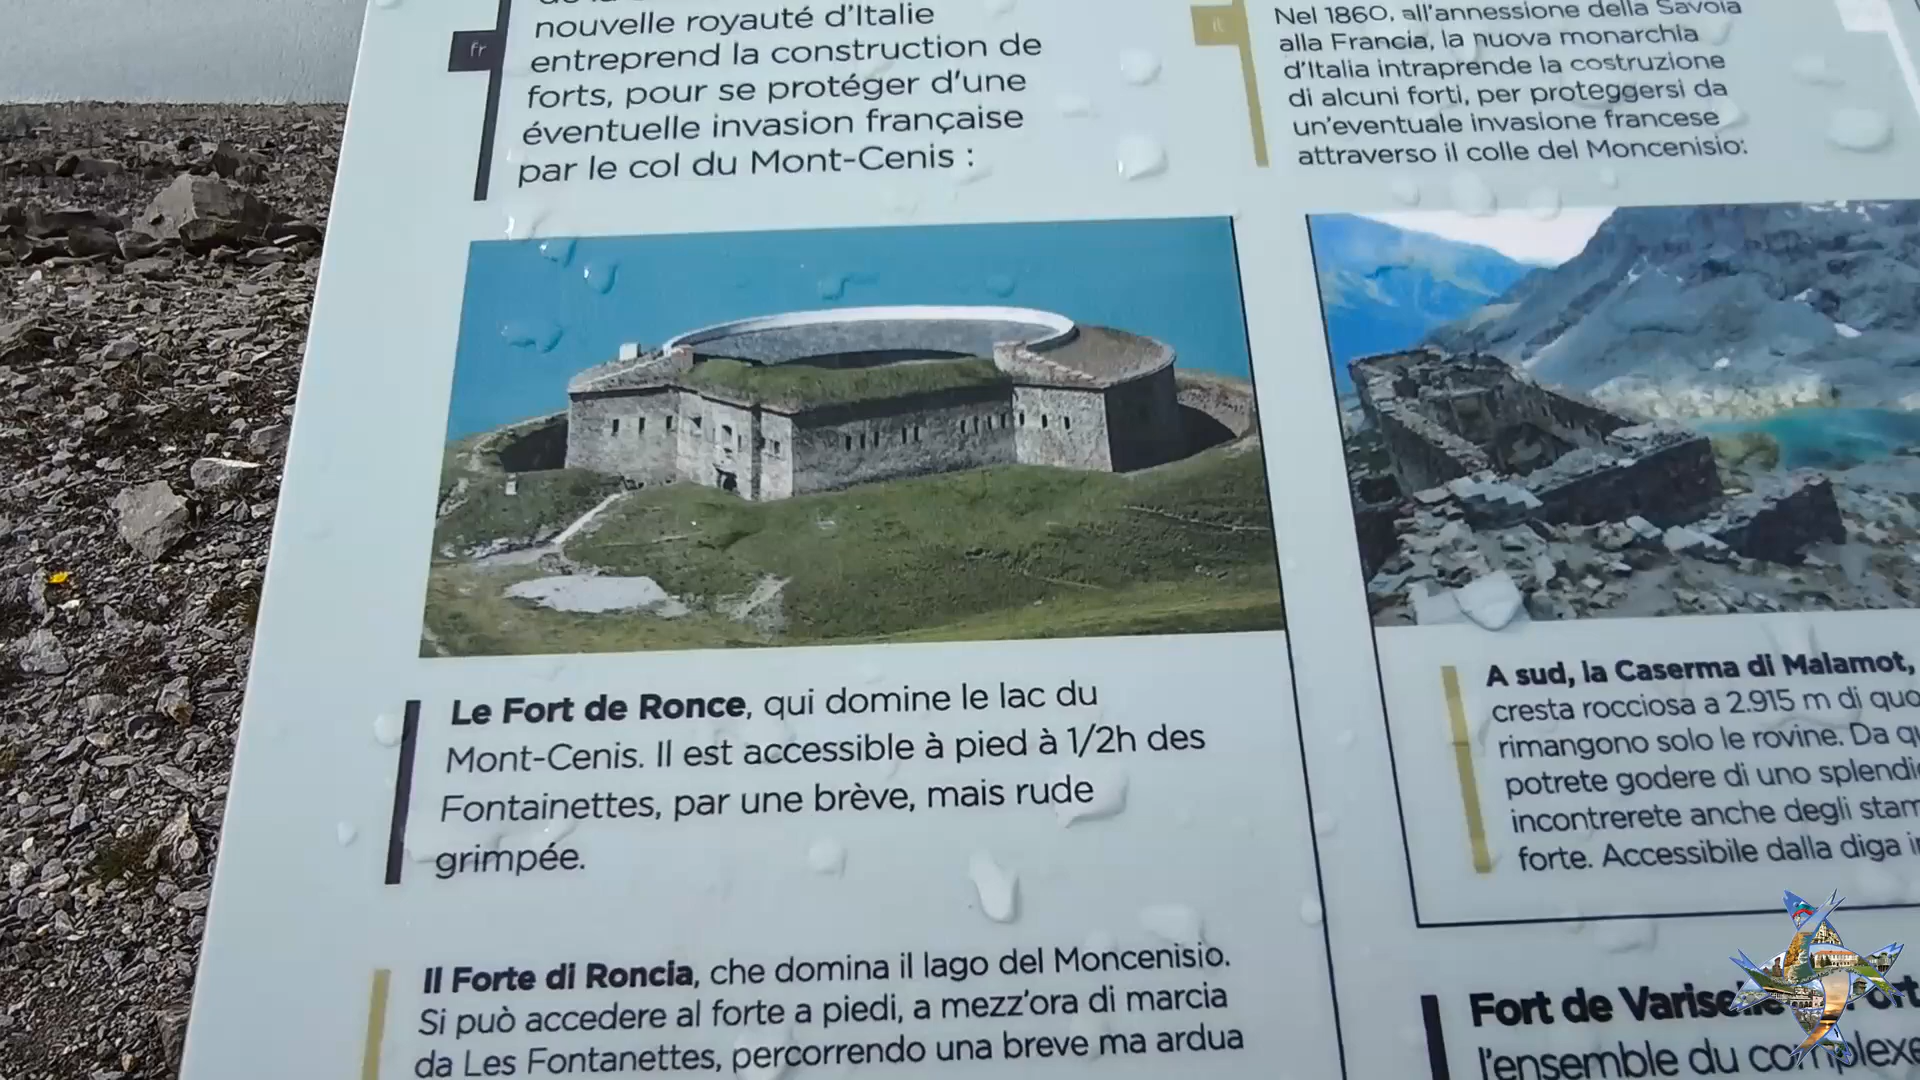 fr
nouvelle royauté d'Italie
entreprend la construction de
forts, pour se protéger d'une
éventuelle invasion française
par le col du Mont-Cenis :
it
Nel 1860, all'annessione della Savoia
alla Francia, la nuova monarchia
d'Italia intraprende la costruzione
di alcuni forti, per proteggersi da
un'eventuale invasione francese
attraverso il colle del Moncenisio:
Le Fort de Ronce, qui domine le lac du
Mont-Cenis. Il est accessible à pied à 1/2h des
Fontainettes, par une brève, mais rude
grimpée.
Il Forte di Roncia, che domina il lago del Moncenisio.
Si può accedere al forte a piedi, a mezz'ora di marcia
da Les Fontanettes, percorrendo una breve ma ardua
A sud, la Caserma di Malamot,
cresta rocciosa a 2.915 m di quo
rimangono solo le rovine. Da
potrete godere di uno splendi
incontrerete anche degli
forte. Accessibile dalla diga
Fort de
l'ensemble du